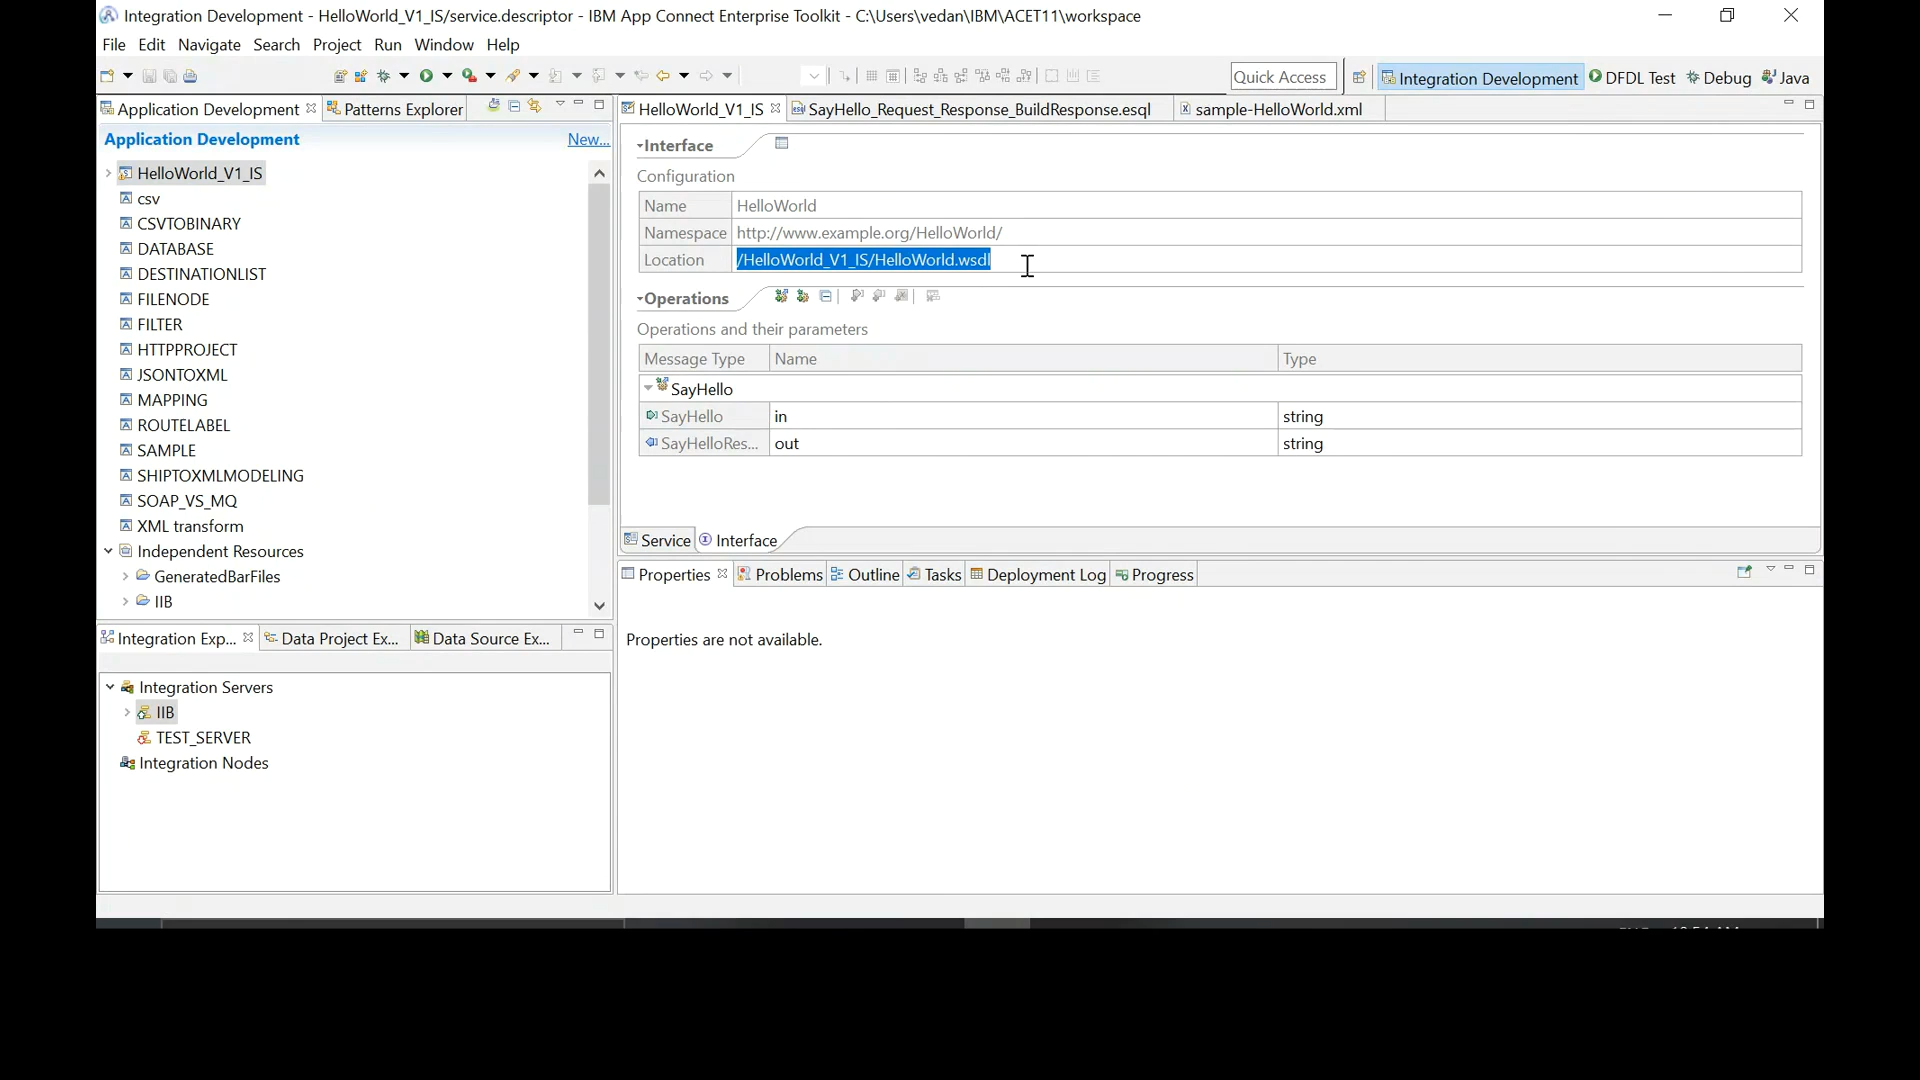 Integration Development - HelloWorld_V1_IS/service.descriptor - IBM App Connect Enterprise Toolkit - C:\Users\vedan\IBM\ACET11\workspace
File Edit Navigate Search Project Run Window Help
Quick Access Integration Development DFDL Test Debug Java
Application Development Patterns Explorer
Application Development New...
HelloWorld_V1_IS
csv
CSVTOBINARY
DATABASE
DESTINATIONLIST
FILENODE
FILTER
HTTPPROJECT
JSONTOXML
MAPPING
ROUTELABEL
SAMPLE
SHIPTOXMLMODELING
SOAP_VS_MQ
XML transform
Independent Resources
GeneratedBarFiles
IIB
Integration Exp... Data Project Ex... Data Source Ex...
Integration Servers
IIB
TEST_SERVER
Integration Nodes
HelloWorld_V1_IS SayHello_Request_Response_BuildResponse.esql sample-HelloWorld.xml
Interface
Configuration
Name HelloWorld
Namespace http://www.example.org/HelloWorld/
Location /HelloWorld_V1_IS/HelloWorld.wsdl
Operations
Operations and their parameters
Message Type Name Type
SayHello
SayHello in string
SayHelloRes... out string
Service Interface
Properties Problems Outline Tasks Deployment Log Progress
Properties are not available.